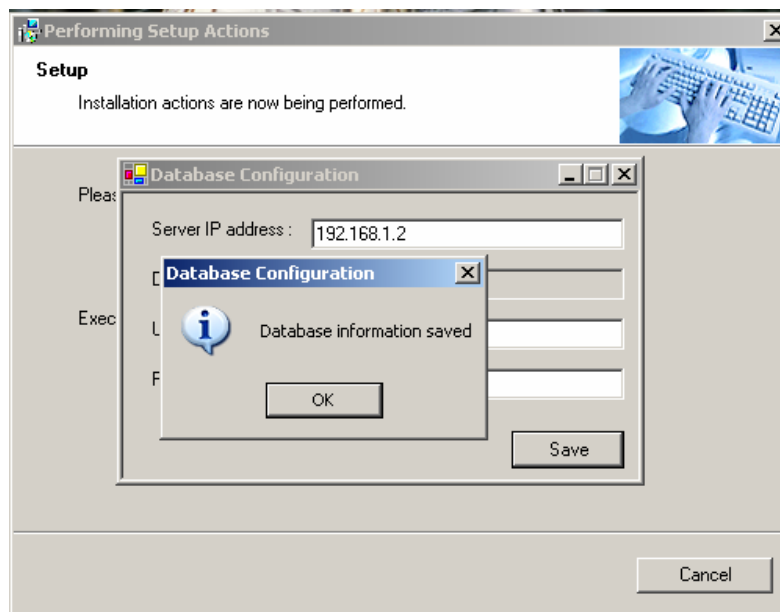 Performing Setup Actions
Setup
Installation actions are now being performed.
Database Configuration
Server IP address : 192.168.1.2
Database Configuration
Database information saved
OK
Save
Cancel